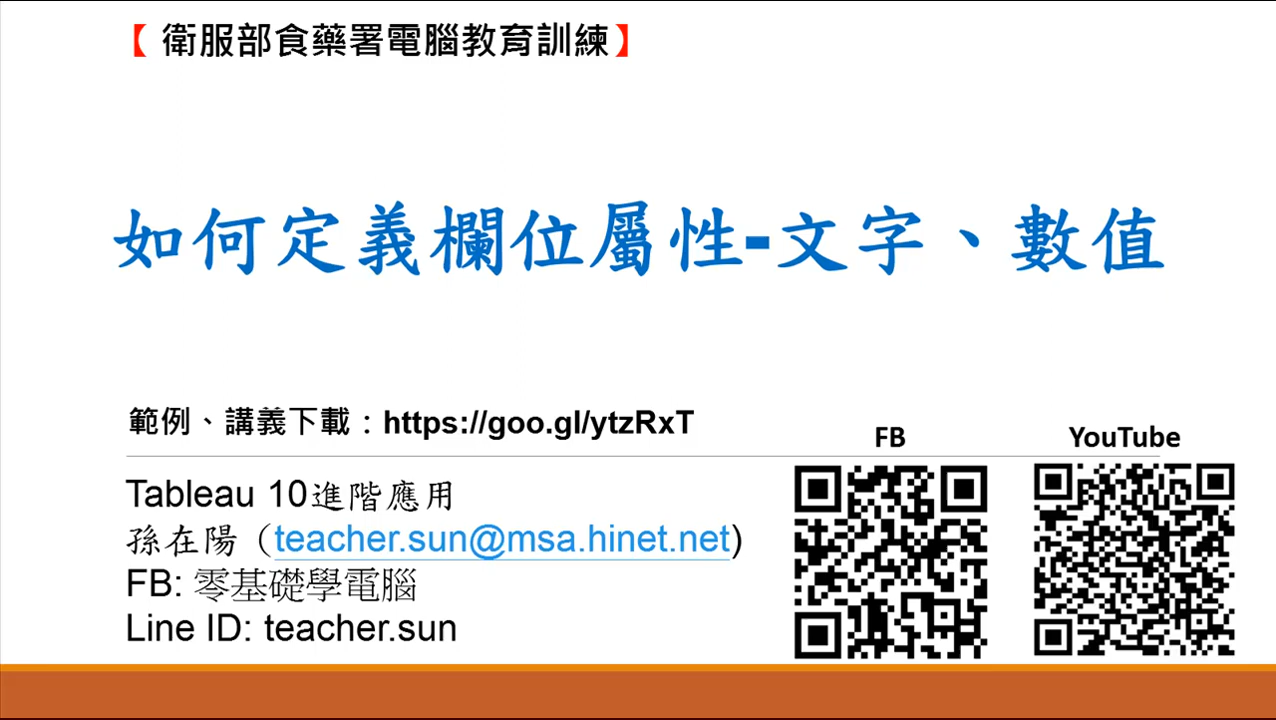 【 衛服部食藥署電腦教育訓練】
如何定義欄位屬性-文字、數值
範例、講義下載：https://goo.gl/ytzRxT
FB
YouTube
Tableau 10進階應用
孫在陽（teacher.sun@msa.hinet.net)
FB: 零基礎學電腦
Line ID: teacher.sun